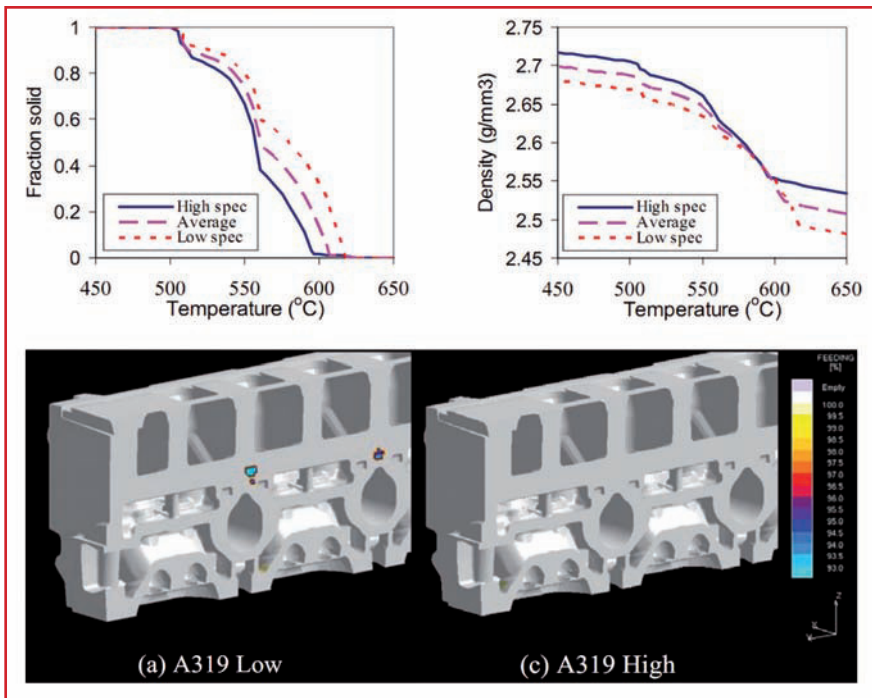 1
0.8
0.6
0.4
0.2
0
Fraction solid
High spec
Average
Low spec
450 500 550 600 650
Temperature (°C)
2.75
2.7
2.65
2.6
2.55
2.5
2.45
Density (g/mm3)
High spec
Average
Low spec
450 500 550 600 650
Temperature (°C)
FEEDING
[%]
Empty
100.0
99.5
99.0
98.5
98.0
97.5
97.0
96.5
96.0
95.5
95.0
94.5
94.0
93.5
93.0
Z
X
Y
(a) A319 Low
(c) A319 High